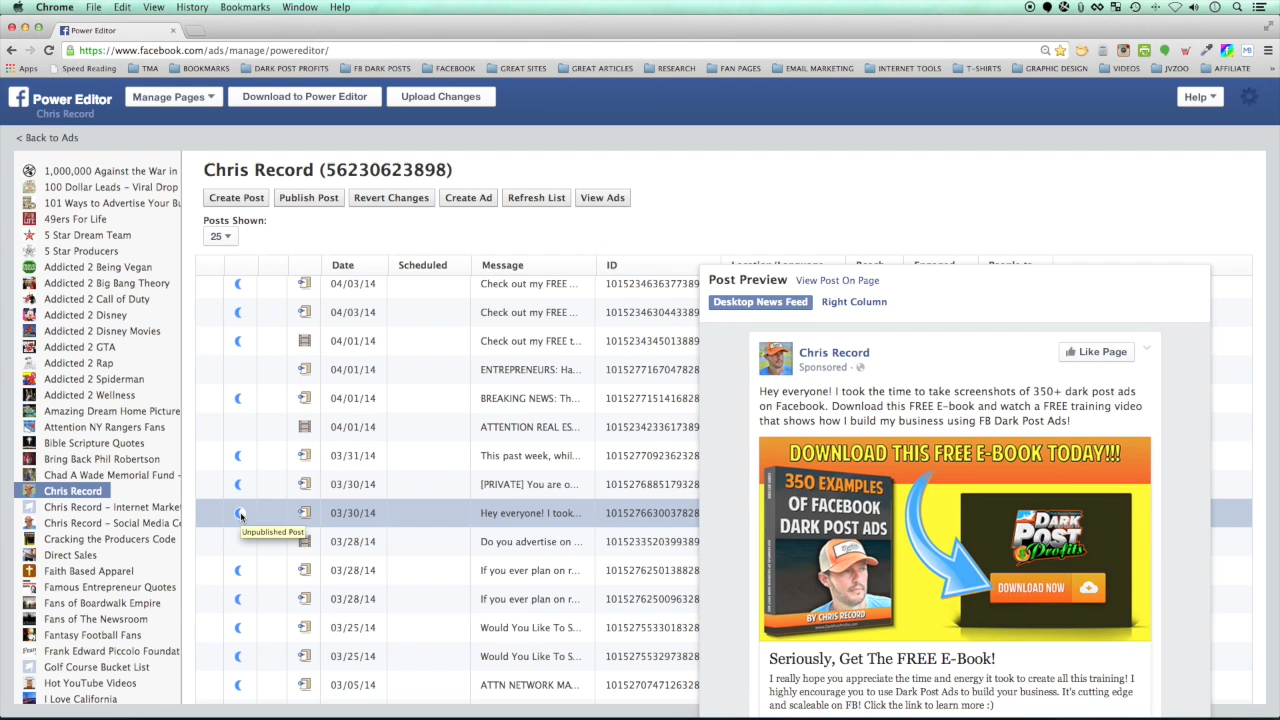 Chrome File Edit View History Bookmarks Window Help
Power Editor
https://www.facebook.com/ads/manage/powereditor/
Apps Speed Reading TMA BOOKMARKS DARK POST PROFITS FB DARK POSTS FACEBOOK GREAT SITES GREAT ARTICLES RESEARCH FAN PAGES EMAIL MARKETING INTERNET TOOLS T-SHIRTS GRAPHIC DESIGN VIDEOS JVZOO AFFILIATE
Power Editor Manage Pages Download to Power Editor Upload Changes Help
Chris Record
< Back to Ads
1,000,000 Against the War in
100 Dollar Leads - Viral Drop
101 Ways to Advertise Your Bu
49ers For Life
5 Star Dream Team
5 Star Producers
Addicted 2 Being Vegan
Addicted 2 Big Bang Theory
Addicted 2 Call of Duty
Addicted 2 Disney
Addicted 2 Disney Movies
Addicted 2 GTA
Addicted 2 Rap
Addicted 2 Spiderman
Addicted 2 Wellness
Amazing Dream Home Picture
Attention NY Rangers Fans
Bible Scripture Quotes
Bring Back Phil Robertson
Chad A Wade Memorial Fund -
Chris Record
Chris Record - Internet Market
Chris Record - Social Media Co
Cracking the Producers Code
Direct Sales
Faith Based Apparel
Famous Entrepreneur Quotes
Fans of Boardwalk Empire
Fans of The Newsroom
Fantasy Football Fans
Frank Edward Piccolo Foundat
Golf Course Bucket List
Hot YouTube Videos
I Love California
Chris Record (56230623898)
Create Post Publish Post Revert Changes Create Ad Refresh List View Ads
Posts Shown:
25
Date Scheduled Message ID
04/03/14 Check out my FREE ... 1015234636377389
04/03/14 Check out my FREE ... 1015234630443389
04/01/14 Check out my FREE t... 1015234345013889
04/01/14 ENTREPRENEURS: Ha... 1015277167047828
04/01/14 BREAKING NEWS: Th... 1015277151416828
04/01/14 ATTENTION REAL ES... 1015234233617389
03/31/14 This past week, whil... 1015277092362828
03/30/14 [PRIVATE] You are o... 1015276885179328
03/30/14 Hey everyone! I took... 1015276630037828
Unpublished Post
03/28/14 Do you advertise on ... 1015233520399389
03/28/14 If you ever plan on r... 1015276250138328
03/28/14 If you ever plan on r... 1015276250096328
03/25/14 Would You Like To S... 1015275533018328
03/25/14 Would You Like To S... 1015275532973828
03/05/14 ATTN NETWORK MA... 1015270747126328
Post Preview View Post On Page
Desktop News Feed Right Column
Chris Record
Sponsored ·
Like Page
Hey everyone! I took the time to take screenshots of 350+ dark post ads
on Facebook. Download this FREE E-book and watch a FREE training video
that shows how I build my business using FB Dark Post Ads!
DOWNLOAD THIS FREE E-BOOK TODAY!!!
350 EXAMPLES
OF FACEBOOK
DARK POST ADS
BY CHRIS RECORD
DARK POST
Profits
DOWNLOAD NOW
Seriously, Get The FREE E-Book!
I really hope you appreciate the time and energy it took to create all this training! I
highly encourage you to use Dark Post Ads to build your business. It's cutting edge
and scaleable on FB! Click the link to learn more :)